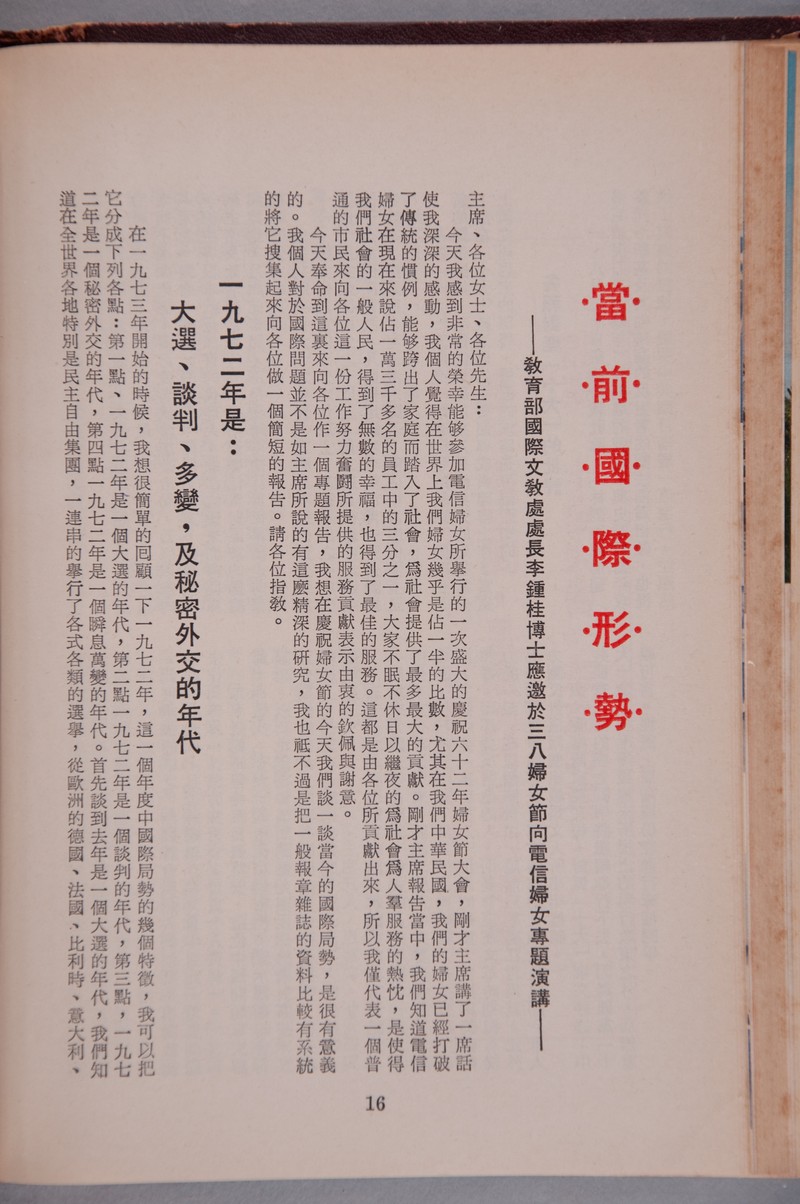 ·當·前·國·際·形·勢·
——教育部國際文教處處長李鍾桂博士應邀於三八婦女節向電信婦女專題演講——
主席、各位女士、各位先生：
今天我感到非常的榮幸能够參加電信婦女所舉行的一次盛大的慶祝六十二年婦女節大會，剛才主席講了一席話
使我深深的感動，我個人覺得在世界上我們婦女幾乎是佔一半的比數，尤其在我們中華民國，我們的婦女已經打破
了傳統的慣例，能够跨出了家庭而踏入了社會，爲社會提供了最多最大的貢獻。剛才主席報告當中，我們知道電信
婦女在現在來說佔一萬三千多名的員工中的三分之一，大家不眠不休日以繼夜的爲社會爲人羣服務的熱忱，是使得
我們社會的一般人民，得到了無數的幸福，也得到了最佳的服務。這都是由各位所貢獻出來，所以我僅代表一個普
通的市民來向各位這一份工作努力奮鬪所提供的服務貢獻表示由衷的欽佩與謝意。
今天奉命到這裏來向各位作一個專題報告，我想在慶祝婦女節的今天我們談一談當今的國際局勢，是很有意義
的。我個人對於國際問題並不是如主席所說的有這麽精深的研究，我也祗不過是把一般報章雜誌的資料比較有系統
的將它搜集起來向各位做一個簡短的報告。請各位指敎。
一九七二年是：
大選、談判、多變，及秘密外交的年代
在一九七三年開始的時候，我想很簡單的囘顧一下一九七二年，這一個年度中國際局勢的幾個特徵，我可以把
它分成下列各點：第一點、一九七二年是一個大選的年代，第二點一九七二年是一個談判的年代，第三點，一九七
二年是一個秘密外交的年代，第四點一九七二年是一個瞬息萬變的年代。首先談到去年是一個大選的年代，我們知
道在全世界各地特別是民主自由集團，一連串的舉行了各式各類的選舉，從歐洲的德國、法國、比利時、意大利、
16